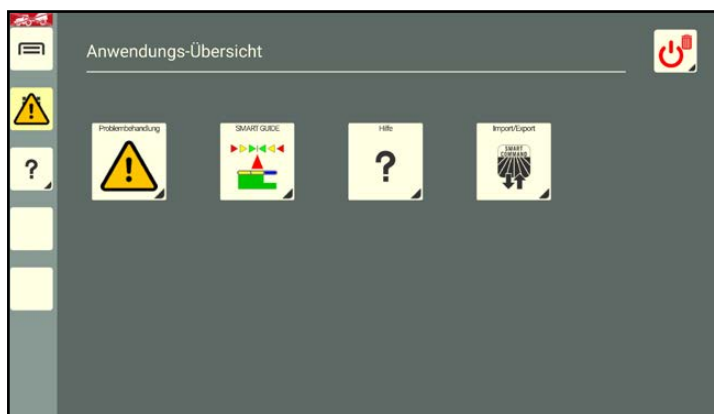 Anwendungs-Übersicht
Problembehandlung
SMART GUIDE
Hilfe
Import/Export
?
?
SMART
COMMAND